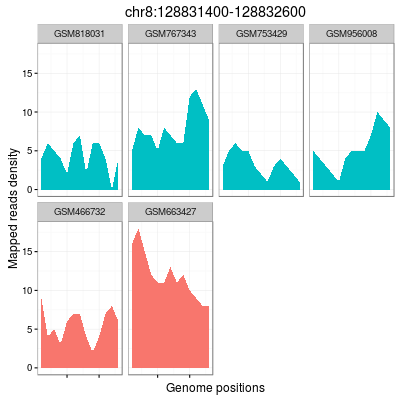 chr8:128831400-128832600
GSM818031 GSM767343 GSM753429 GSM956008
15
10
5
0
GSM466732 GSM663427
15
10
5
0
Mapped reads density
Genome positions